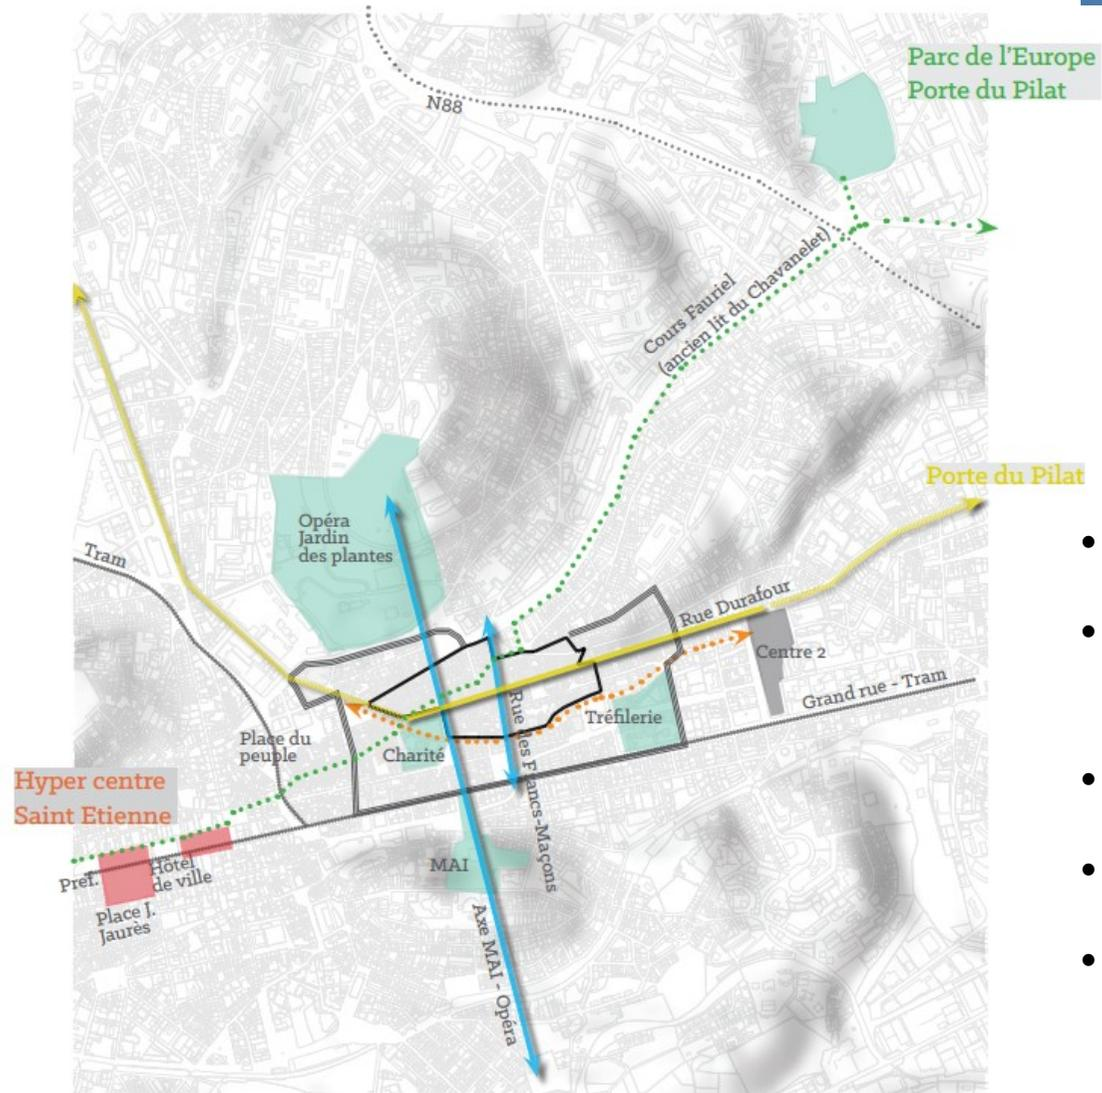 Parc de l'Europe
Porte du Pilat
N88
Cours Fauriel
(ancien lit du Chavanelet)
Porte du Pilat
Opéra
Jardin
des plantes
Tram
Rue Durafour
Centre 2
Grand rue - Tram
Tréfilerie
Rue des Francs-Maçons
Place du
peuple
Charité
Hyper centre
Saint Etienne
MAI
Pref.
Hôtel
de ville
Place J.
Jaurès
Axe MAI - Opéra